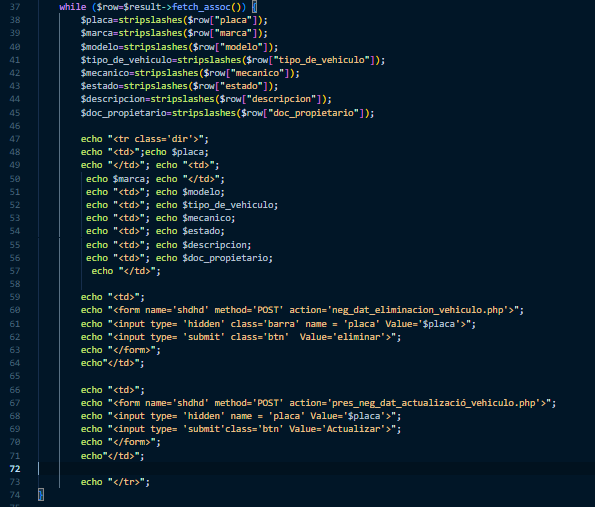 37 while ($row=$result->fetch_assoc()) {
38 $placa=stripslashes($row["placa"]);
39 $marca=stripslashes($row["marca"]);
40 $modelo=stripslashes($row["modelo"]);
41 $tipo_de_vehiculo=stripslashes($row["tipo_de_vehiculo"]);
42 $mecanico=stripslashes($row["mecanico"]);
43 $estado=stripslashes($row["estado"]);
44 $descripcion=stripslashes($row["descripcion"]);
45 $doc_propietario=stripslashes($row["doc_propietario"]);
46
47 echo "<tr class='dir'>";
48 echo "<td>";echo $placa;
49 echo "</td>"; echo "<td>";
50 echo $marca; echo "</td>";
51 echo "<td>"; echo $modelo;
52 echo "<td>"; echo $tipo_de_vehiculo;
53 echo "<td>"; echo $mecanico;
54 echo "<td>"; echo $estado;
55 echo "<td>"; echo $descripcion;
56 echo "<td>"; echo $doc_propietario;
57 echo "</td>";
58
59 echo "<td>";
60 echo "<form name='shdhd' method='POST' action='neg_dat_eliminacion_vehiculo.php'>";
61 echo "<input type= 'hidden' class='barra' name = 'placa' Value='$placa'>";
62 echo "<input type= 'submit' class='btn'  Value='eliminar'>";
63 echo "</form>";
64 echo"</td>";
65
66 echo "<td>";
67 echo "<form name='shdhd' method='POST' action='pres_neg_dat_actualizació_vehiculo.php'>";
68 echo "<input type= 'hidden' name = 'placa' Value='$placa'>";
69 echo "<input type= 'submit'class='btn' Value='Actualizar'>";
70 echo "</form>";
71 echo"</td>";
72
73 echo "</tr>";
74 }